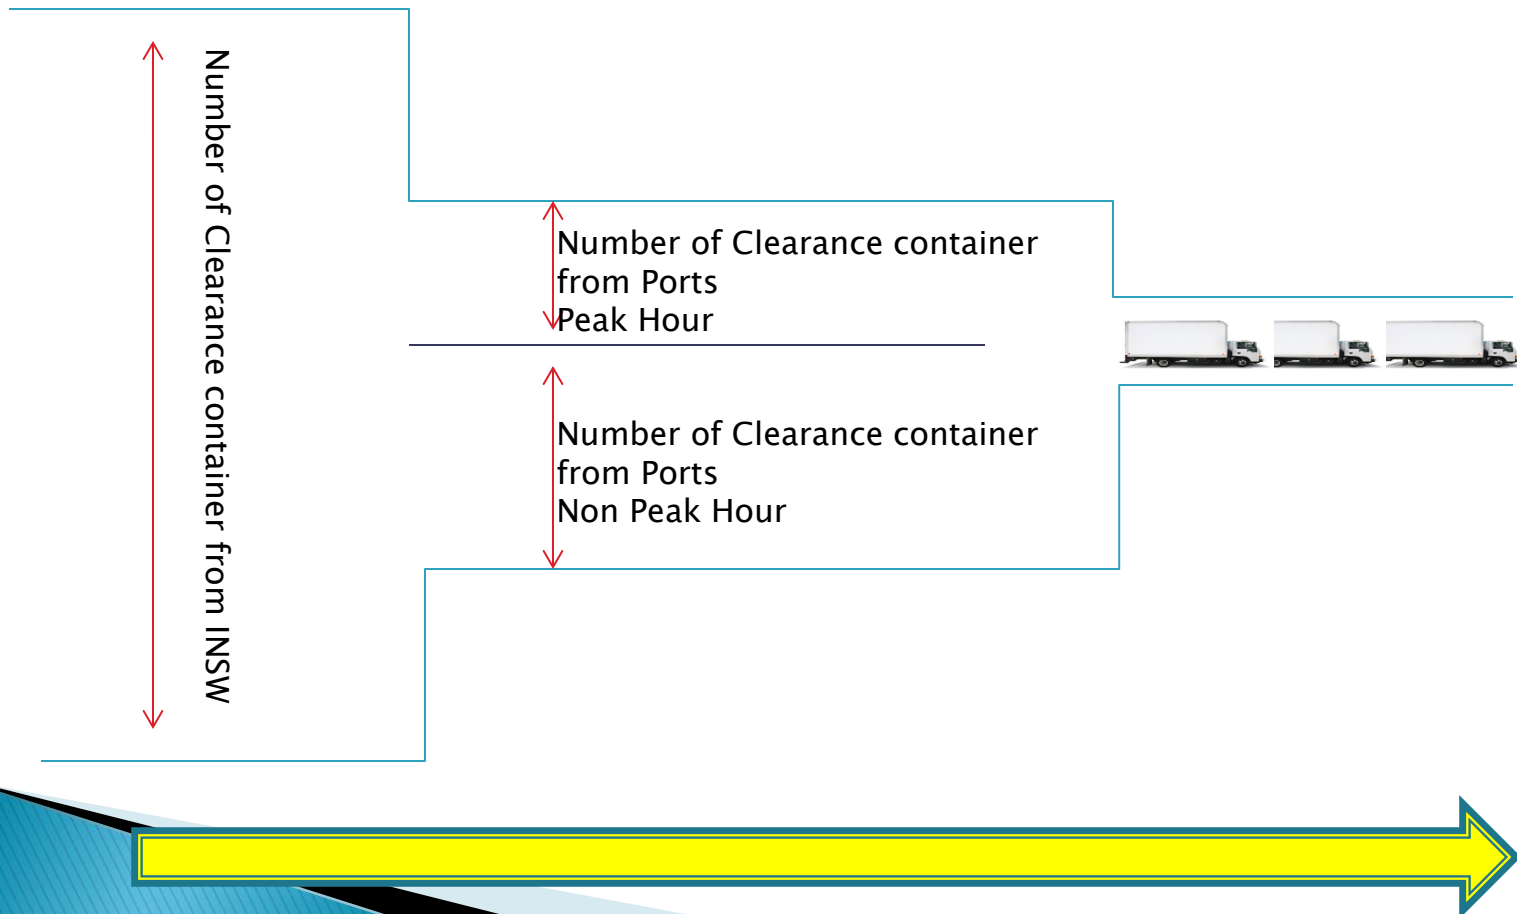 Number of Clearance container from INSW
Number of Clearance container
from Ports
Peak Hour
Number of Clearance container
from Ports
Non Peak Hour